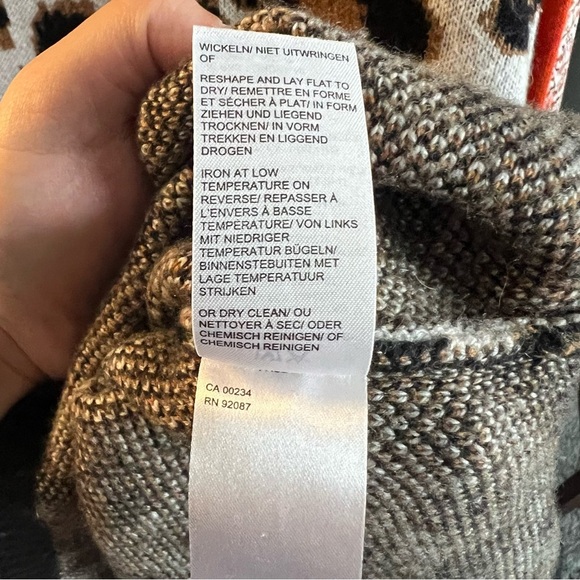 WICKELN/ NIET UITWRINGEN
OF
RESHAPE AND LAY FLAT TO
DRY/ REMETTRE EN FORME
ET SÉCHER À PLAT/ IN FORM
ZIEHEN UND LIEGEND
TROCKNEN/ IN VORM
TREKKEN EN LIGGEND
DROGEN
IRON AT LOW
TEMPERATURE ON
REVERSE/ REPASSER À
L'ENVERS À BASSE
TEMPERATURE/ VON LINKS
MIT NIEDRIGER
TEMPERATUR BÜGELN/
BINNENSTEBUITEN MET
LAGE TEMPERATUUR
STRIJKEN
OR DRY CLEAN/ OU
NETTOYER À SEC/ ODER
CHEMISCH REINIGEN/ OF
CHEMISCH REINIGEN
CA 00234
RN 92087